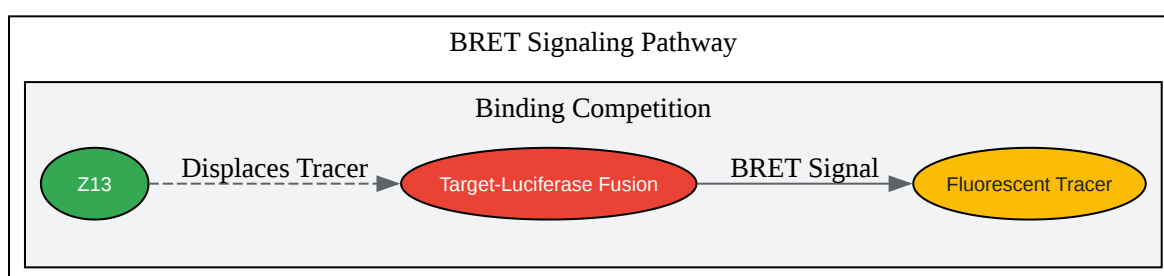 BRET Signaling Pathway
Binding Competition
Z13
Displaces Tracer
Target-Luciferase Fusion
BRET Signal
Fluorescent Tracer